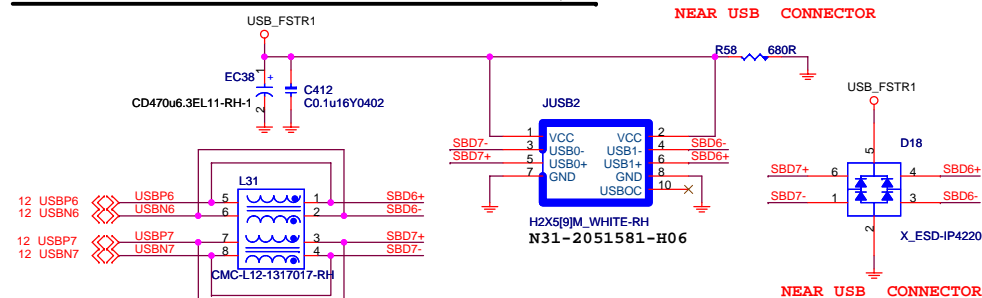 NEAR USB CONNECTOR
USB_FSTR1
R58 680R
EC38
1
+
2
CD470u6.3EL11-RH-1
C412
C0.1u16Y0402
JUSB2
1 VCC VCC 2
SBD7- 3 USB0- USB1- 4 SBD6-
SBD7+ 5 USB0+ USB1+ 6 SBD6+
7 GND GND 8
USBOC 10
H2X5[9]M_WHITE-RH
N31-2051581-H06
USB_FSTR1
D18
5
SBD7+ 6 4 SBD6+
SBD7- 1 3 SBD6-
2
X_ESD-IP4220
NEAR USB CONNECTOR
L31
12 USBP6 USBP6 5 1 SBD6+
12 USBN6 USBN6 6 2 SBD6-
12 USBP7 USBP7 7 3 SBD7+
12 USBN7 USBN7 8 4 SBD7-
CMC-L12-1317017-RH